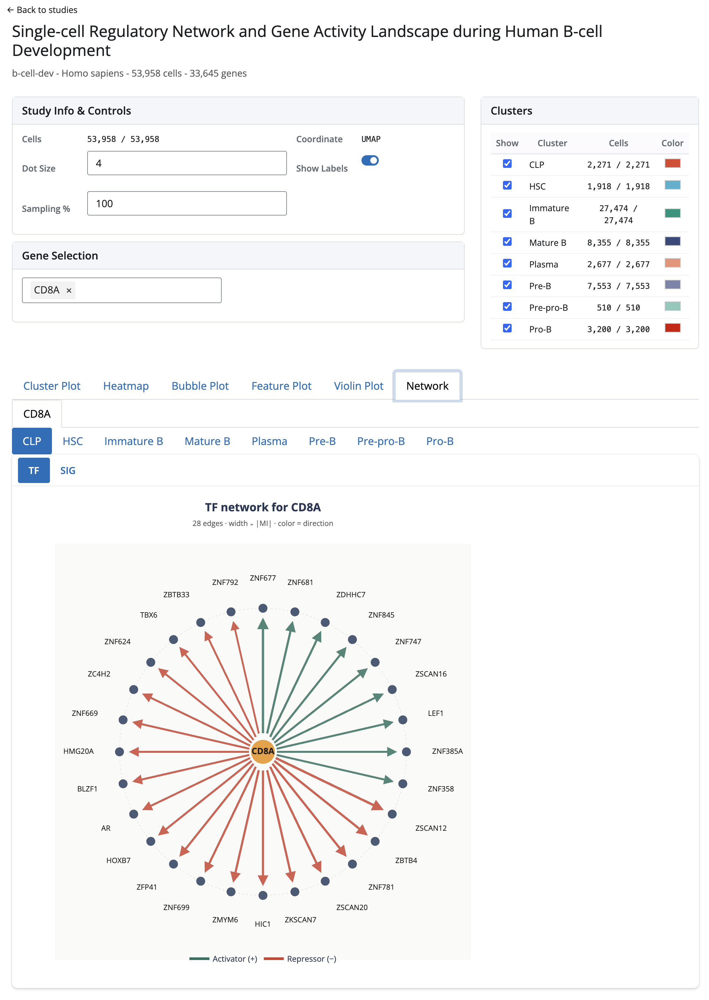 ← Back to studies
Single-cell Regulatory Network and Gene Activity Landscape during Human B-cell
Development
b-cell-dev - Homo sapiens - 53,958 cells - 33,645 genes
Study Info & Controls
Cells 53,958 / 53,958 Coordinate UMAP
Dot Size 4 Show Labels
Sampling % 100
Gene Selection
CD8A ×
Clusters
Show Cluster Cells Color
CLP 2,271 / 2,271
HSC 1,918 / 1,918
Immature 27,474 /
B 27,474
Mature B 8,355 / 8,355
Plasma 2,677 / 2,677
Pre-B 7,553 / 7,553
Pre-pro-B 510 / 510
Pro-B 3,200 / 3,200
Cluster Plot Heatmap Bubble Plot Feature Plot Violin Plot Network
CD8A
CLP HSC Immature B Mature B Plasma Pre-B Pre-pro-B Pro-B
TF SIG
TF network for CD8A
28 edges · width ∝ |MI| · color = direction
ZNF677
ZNF792 ZNF681
ZBTB33 ZDHHC7
TBX6 ZNF845
ZNF624 ZNF747
ZC4H2 ZSCAN16
ZNF669 LEF1
HMG20A CD8A ZNF385A
BLZF1 ZNF358
AR ZSCAN12
HOXB7 ZBTB4
ZFP41 ZNF781
ZNF699 ZSCAN20
ZMYM6 ZKSCAN7
HIC1
Activator (+) Repressor (−)